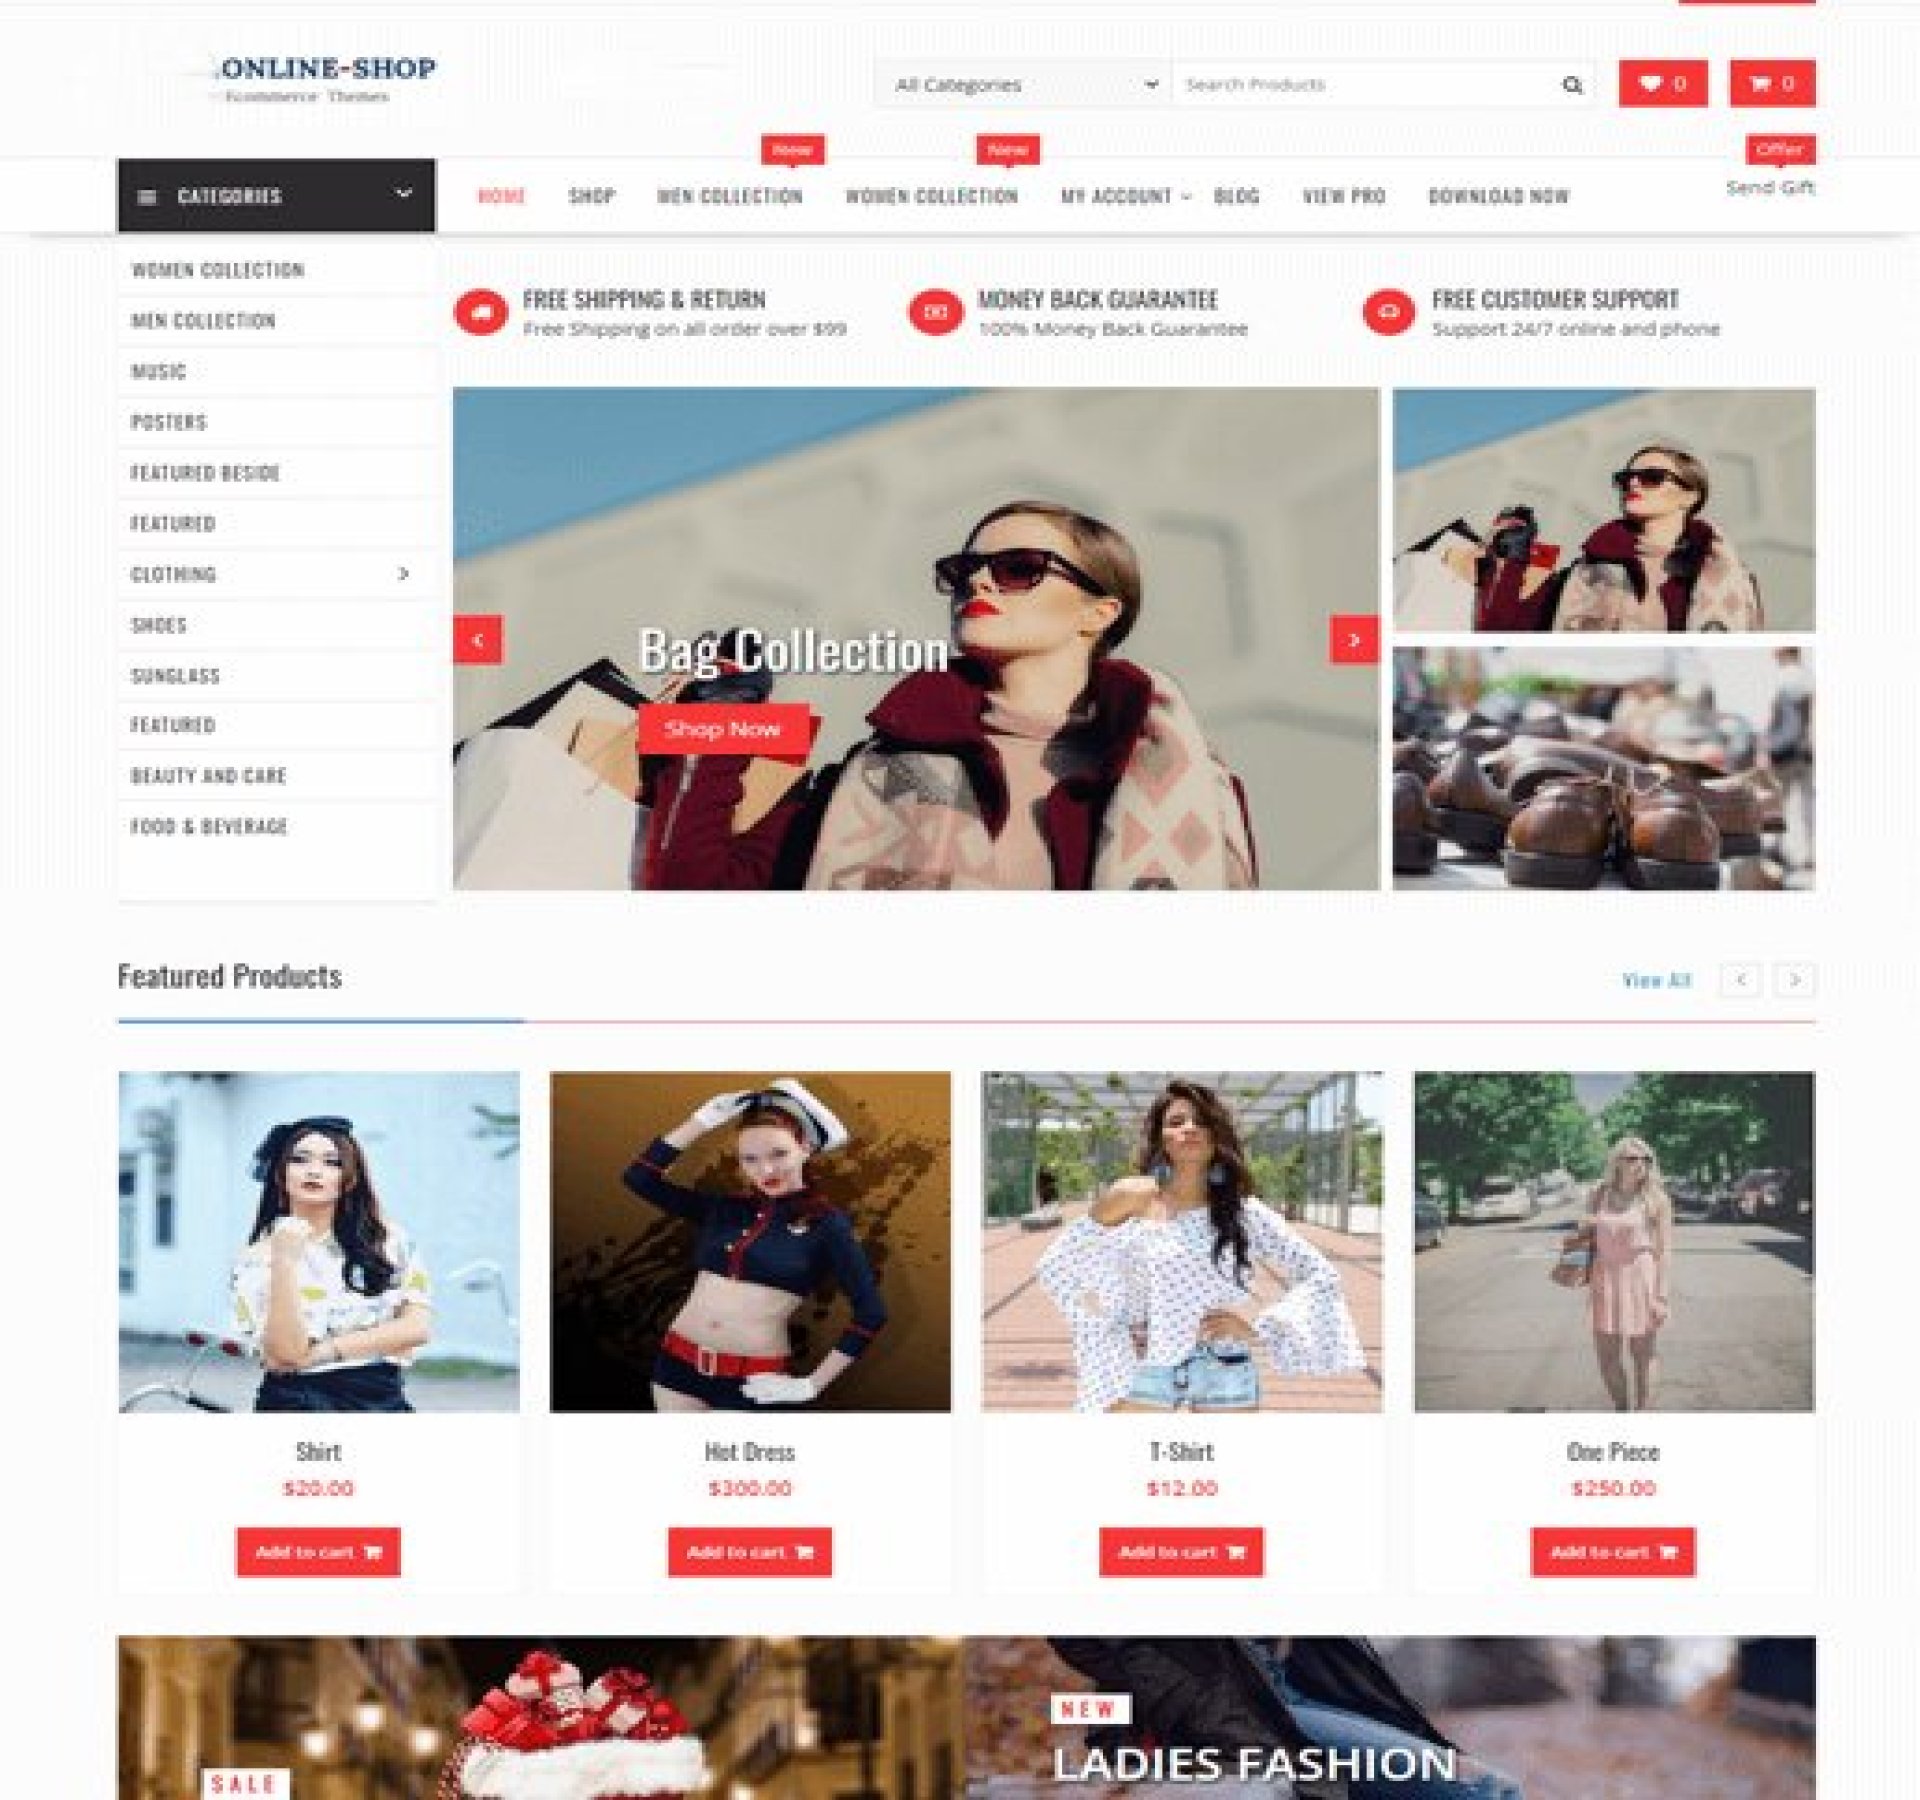 ONLINE-SHOP
Ecommerce Themes
All Categories
Search Products
0
0
New
New
Offer
CATEGORIES
HOME
SHOP
MEN COLLECTION
WOMEN COLLECTION
MY ACCOUNT
BLOG
VIEW PRO
DOWNLOAD NOW
Send Gift
WOMEN COLLECTION
MEN COLLECTION
MUSIC
POSTERS
FEATURED BESIDE
FEATURED
CLOTHING
SHOES
SUNGLASS
FEATURED
BEAUTY AND CARE
FOOD & BEVERAGE
FREE SHIPPING & RETURN
Free Shipping on all order over $99
MONEY BACK GUARANTEE
100% Money Back Guarantee
FREE CUSTOMER SUPPORT
Support 24/7 online and phone
Bag Collection
Shop Now
Featured Products
View All
Shirt
$20.00
Add to cart
Hot Dress
$300.00
Add to cart
T-Shirt
$12.00
Add to cart
One Piece
$250.00
Add to cart
SALE
NEW
LADIES FASHION